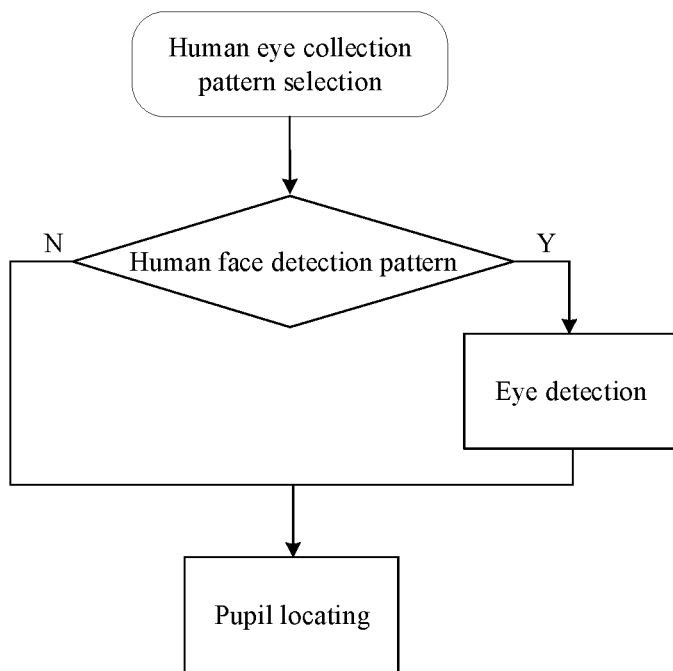 Human eye collection
pattern selection
N
Y
Human face detection pattern
Eye detection
Pupil locating